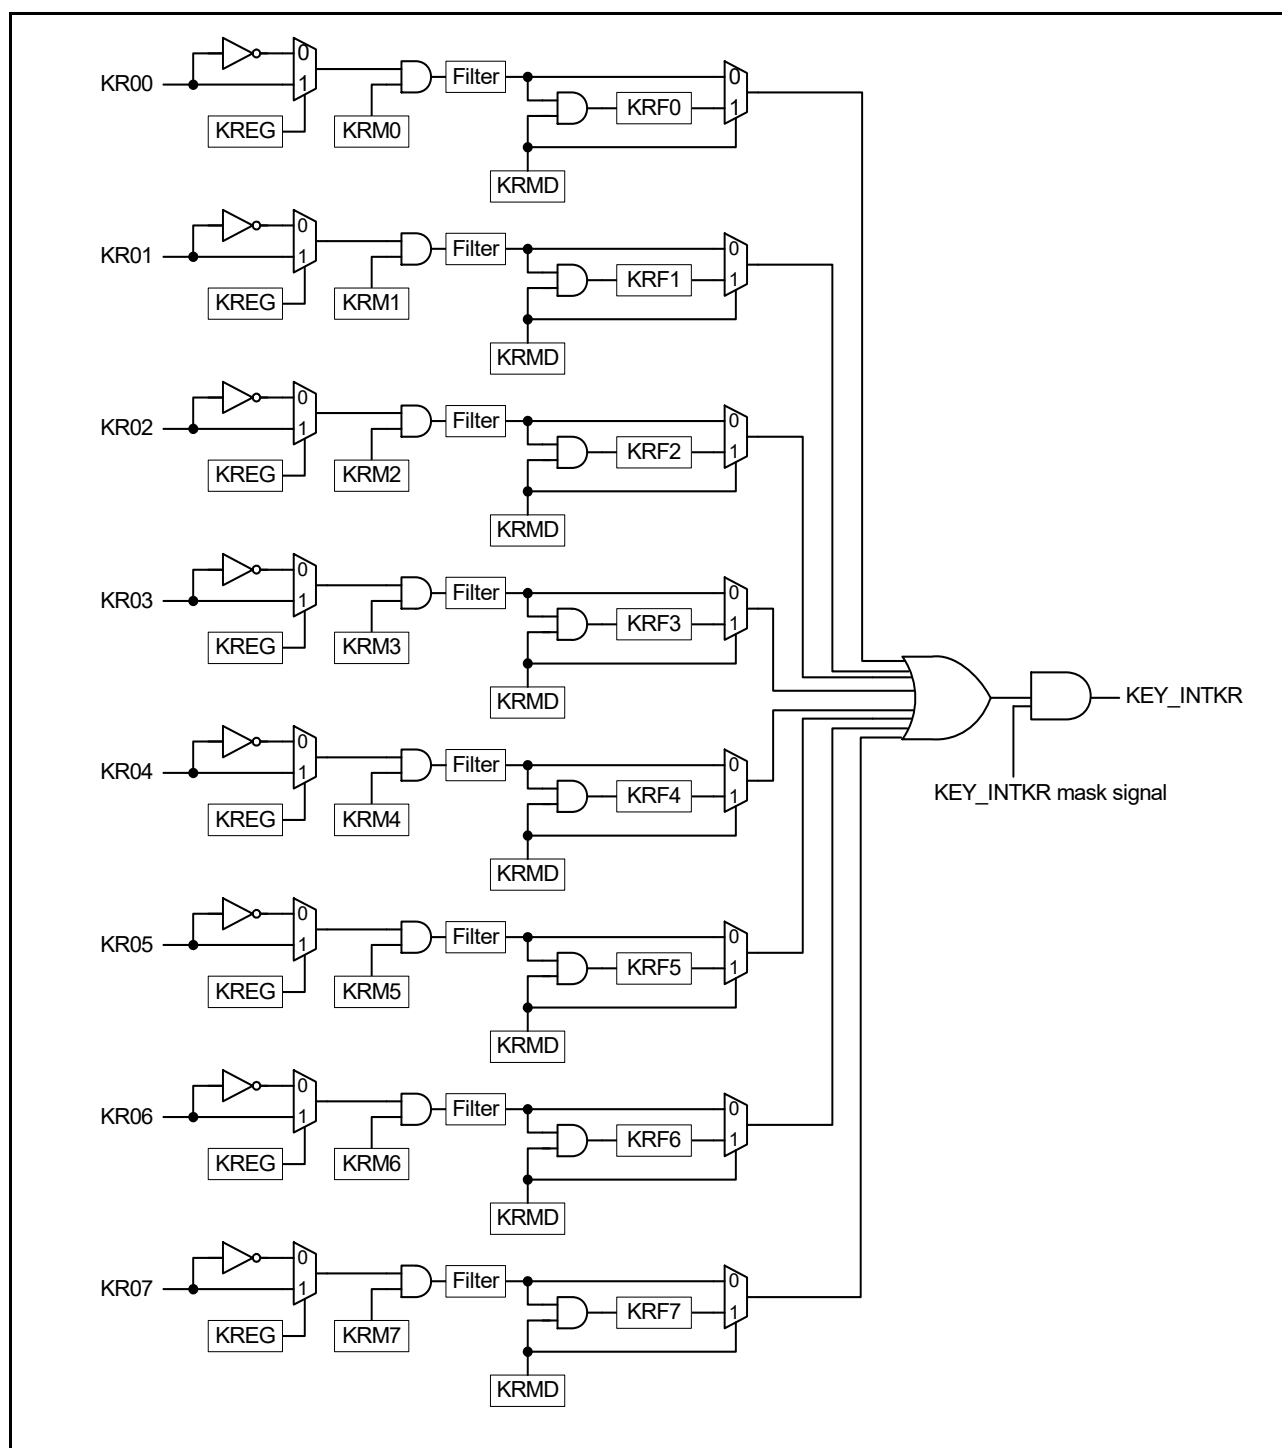 0
KR00 1 Filter 0
KREG KRM0 KRF0 1
KRMD
0
KR01 1 Filter 0
KREG KRM1 KRF1 1
KRMD
0
KR02 1 Filter 0
KREG KRM2 KRF2 1
KRMD
0
KR03 1 Filter 0
KREG KRM3 KRF3 1
KRMD
KEY_INTKR
0
KR04 1 Filter 0
KREG KRM4 KRF4 1
KEY_INTKR mask signal
KRMD
0
KR05 1 Filter 0
KREG KRM5 KRF5 1
KRMD
0
KR06 1 Filter 0
KREG KRM6 KRF6 1
KRMD
0
KR07 1 Filter 0
KREG KRM7 KRF7 1
KRMD